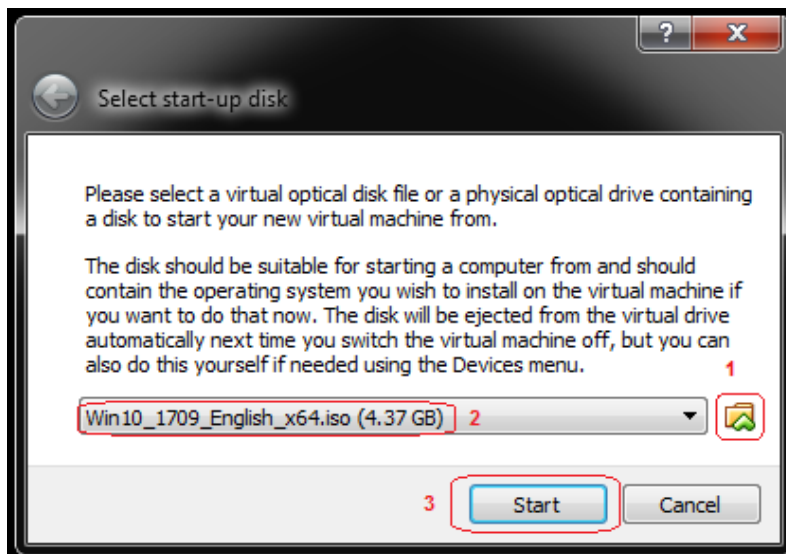 ?
X
Select start-up disk
Please select a virtual optical disk file or a physical optical drive containing
a disk to start your new virtual machine from.
The disk should be suitable for starting a computer from and should
contain the operating system you wish to install on the virtual machine if
you want to do that now. The disk will be ejected from the virtual drive
automatically next time you switch the virtual machine off, but you can
also do this yourself if needed using the Devices menu.
1
Win10_1709_English_x64.iso (4.37 GB) 2
3 Start Cancel